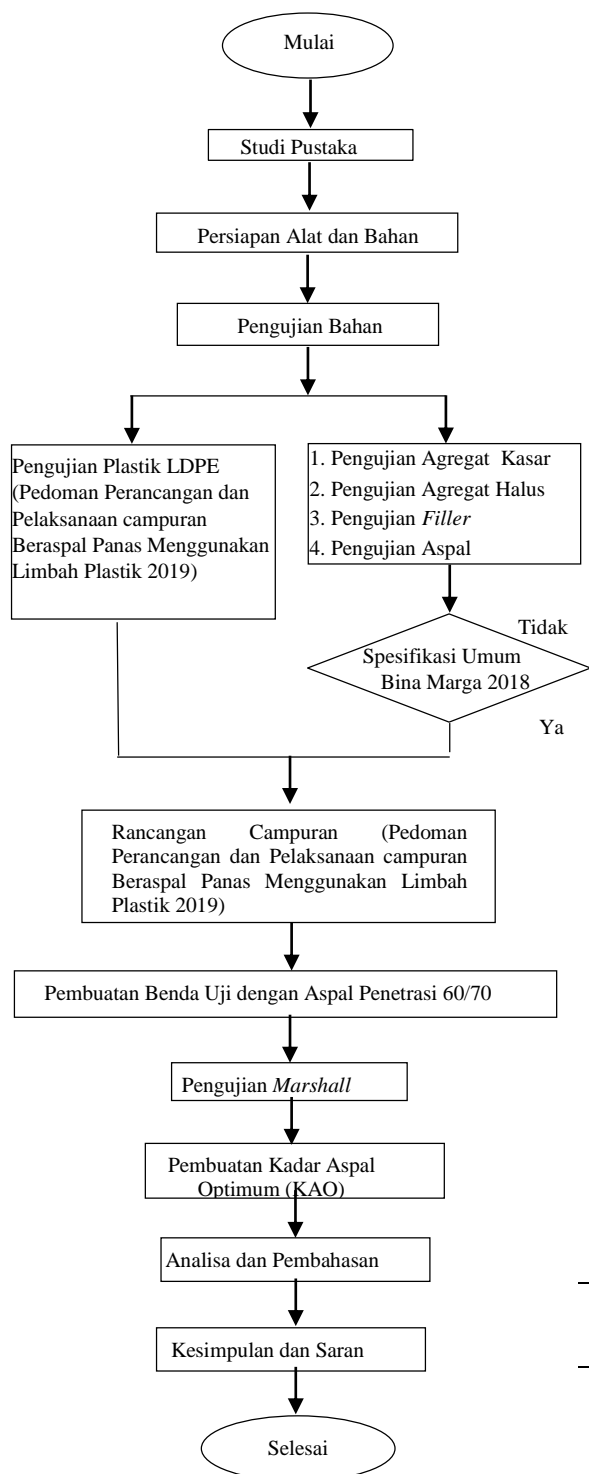 Mulai
Studi Pustaka
Persiapan Alat dan Bahan
Pengujian Bahan
Pengujian Plastik LDPE
(Pedoman Perancangan dan
Pelaksanaan campuran
Beraspal Panas Menggunakan
Limbah Plastik 2019)
1. Pengujian Agregat Kasar
2. Pengujian Agregat Halus
3. Pengujian Filler
4. Pengujian Aspal
Tidak
Spesifikasi Umum
Bina Marga 2018
Ya
Rancangan Campuran (Pedoman
Perancangan dan Pelaksanaan campuran
Beraspal Panas Menggunakan Limbah
Plastik 2019)
Pembuatan Benda Uji dengan Aspal Penetrasi 60/70
Pengujian Marshall
Pembuatan Kadar Aspal
Optimum (KAO)
Analisa dan Pembahasan
Kesimpulan dan Saran
Selesai